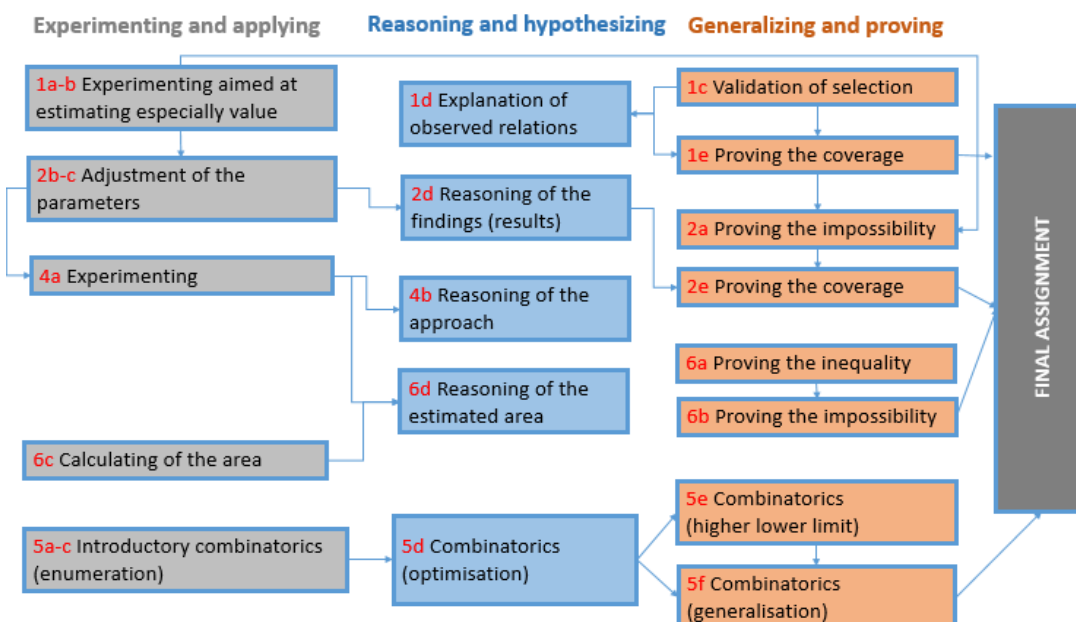 Experimenting and applying
Reasoning and hypothesizing
Generalizing and proving
1a-b Experimenting aimed at
estimating especially value
1d Explanation of
observed relations
1c Validation of selection
1e Proving the coverage
2b-c Adjustment of the
parameters
2d Reasoning of the
findings (results)
2a Proving the impossibility
4a Experimenting
2e Proving the coverage
4b Reasoning of the
approach
6a Proving the inequality
6d Reasoning of the
estimated area
6b Proving the impossibility
6c Calculating of the area
5e Combinatorics
(higher lower limit)
5a-c Introductory combinatorics
(enumeration)
5d Combinatorics
(optimisation)
5f Combinatorics
(generalisation)
FINAL ASSIGNMENT